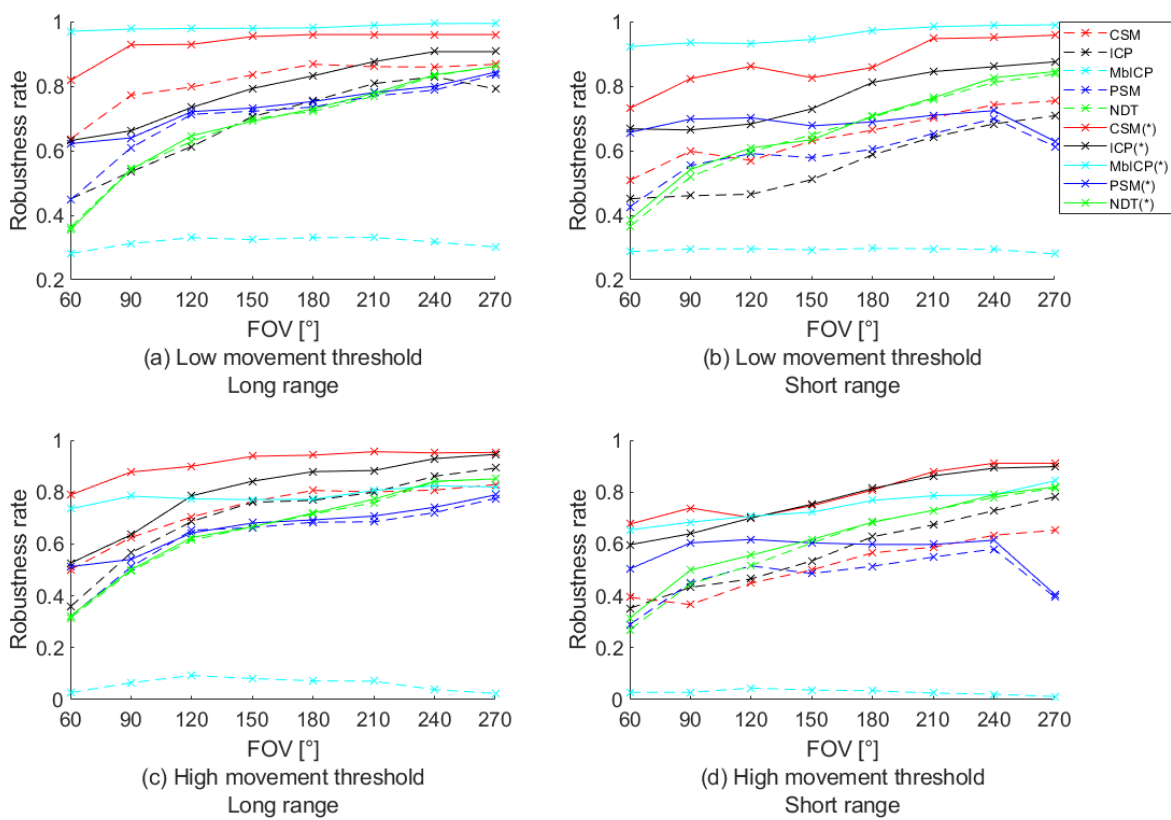 1
0.8
0.6
0.4
0.2
Robustness rate
60 90 120 150 180 210 240 270
FOV [°]
(a) Low movement threshold
Long range
1
0.8
0.6
0.4
0.2
Robustness rate
60 90 120 150 180 210 240 270
FOV [°]
(b) Low movement threshold
Short range
CSM
ICP
MbICP
PSM
NDT
CSM(*)
ICP(*)
MbICP(*)
PSM(*)
NDT(*)
1
0.8
0.6
0.4
0.2
0
Robustness rate
60 90 120 150 180 210 240 270
FOV [°]
(c) High movement threshold
Long range
1
0.8
0.6
0.4
0.2
0
Robustness rate
60 90 120 150 180 210 240 270
FOV [°]
(d) High movement threshold
Short range